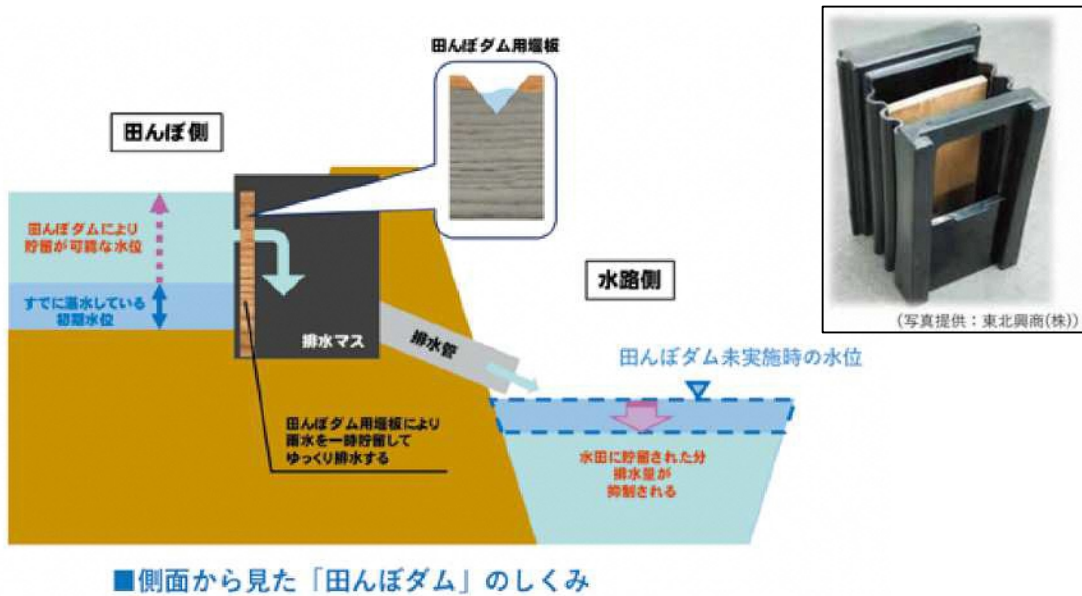 田んぼダム用堰板
田んぼ側
田んぼダムにより
貯留が可能な水位
すでに湛水している
初期水位
排水マス
排水管
水路側
(写真提供：東北興商(株))
田んぼダム未実施時の水位
田んぼダム用堰板により
雨水を一時貯留して
ゆっくり排水する
水田に貯留された分
排水量が
抑制される
■側面から見た「田んぼダム」のしくみ